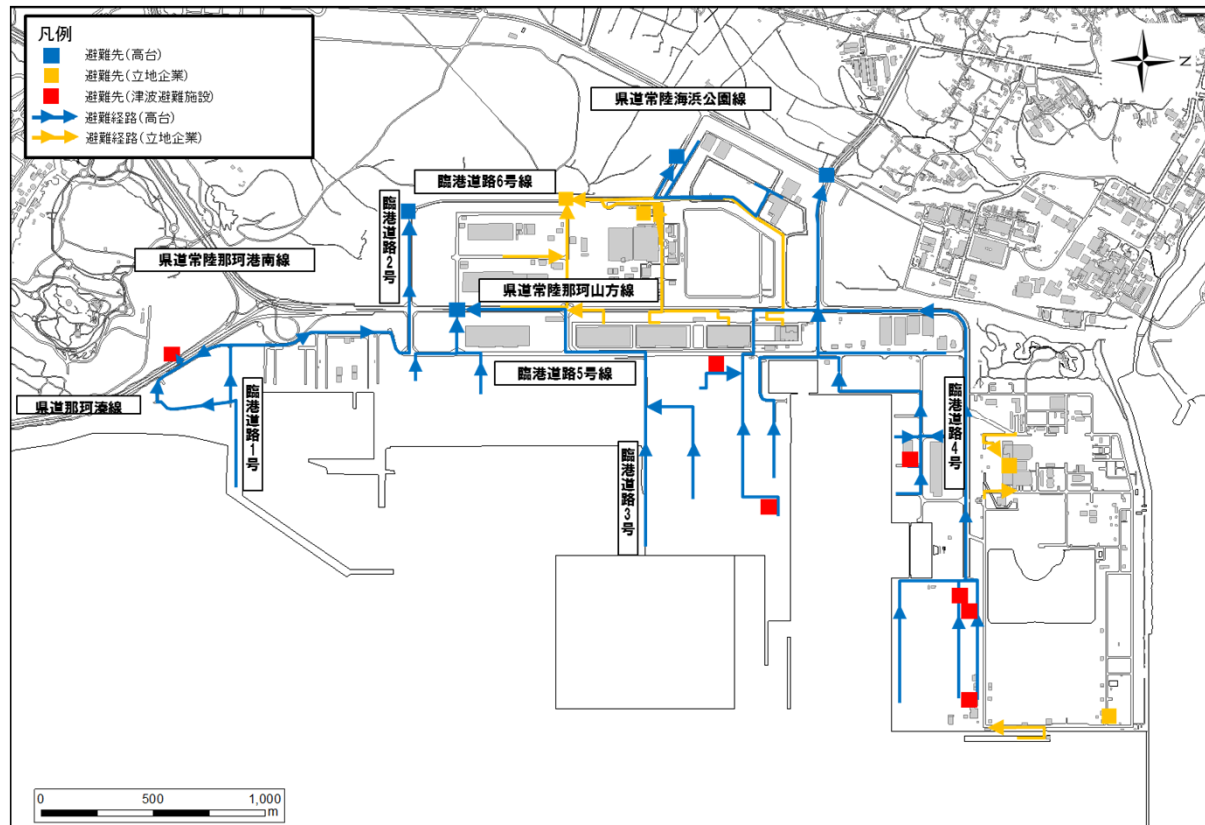 凡例
避難先(高台)
避難先(立地企業)
避難先(津波避難施設)
避難経路(高台)
避難経路(立地企業)
N
県道常陸海浜公園線
臨港道路6号線
臨港道路2号
県道常陸那珂港南線
県道常陸那珂山方線
臨港道路5号線
県道那珂湊線
臨港道路1号
臨港道路3号
臨港道路4号
0 500 1,000
m